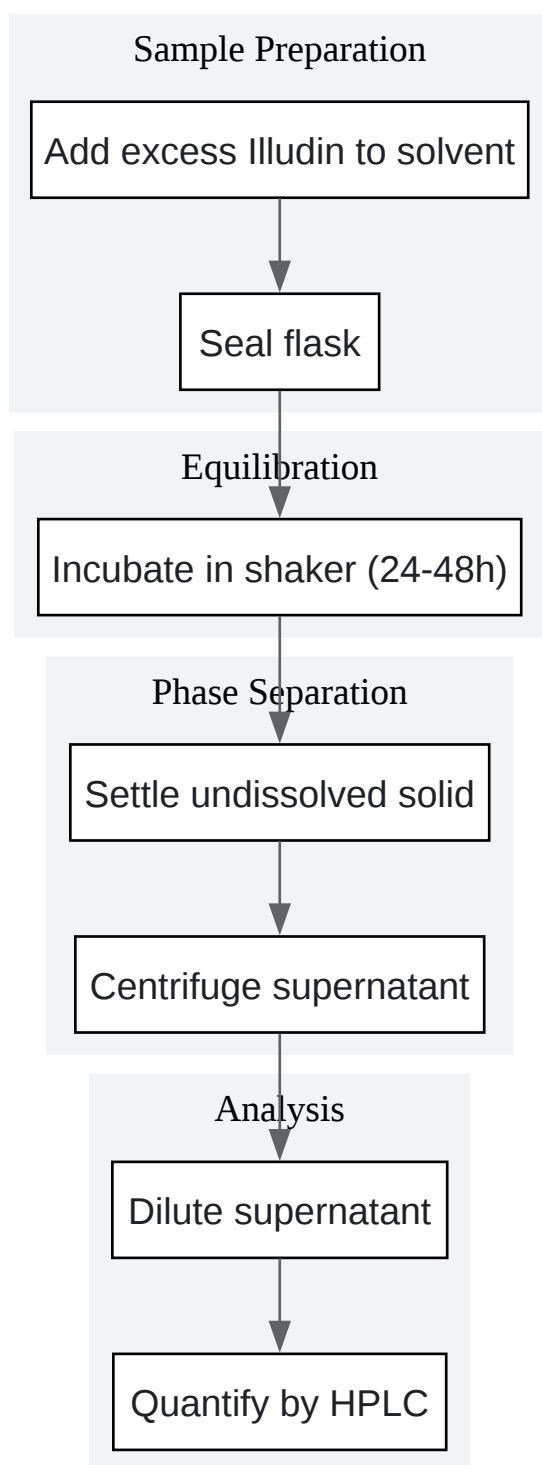 Sample Preparation
Add excess Illudin to solvent
Seal flask
Equilibration
Incubate in shaker (24-48h)
Phase Separation
Settle undissolved solid
Centrifuge supernatant
Analysis
Dilute supernatant
Quantify by HPLC